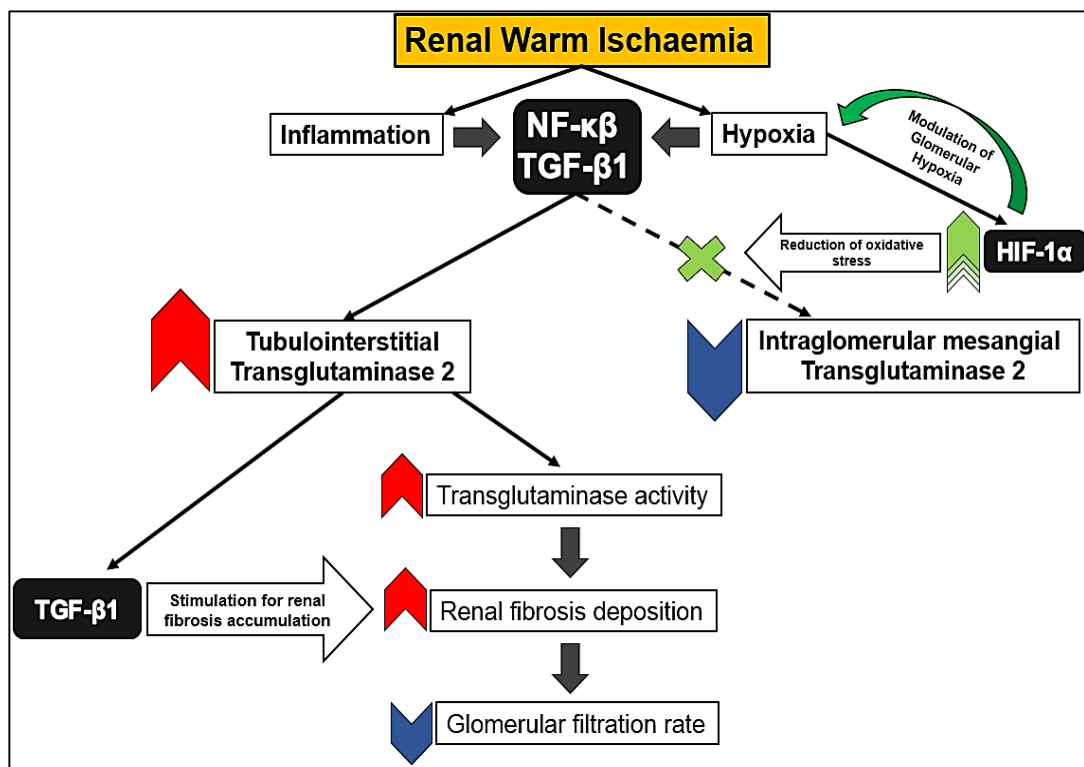 Renal Warm Ischaemia
Inflammation
NF-κβ
TGF-β1
Hypoxia
Modulation of
Glomerular
Hypoxia
Reduction of oxidative
stress
HIF-1α
Tubulointerstitial
Transglutaminase 2
Intraglomerular mesangial
Transglutaminase 2
Transglutaminase activity
TGF-β1
Stimulation for renal
fibrosis accumulation
Renal fibrosis deposition
Glomerular filtration rate